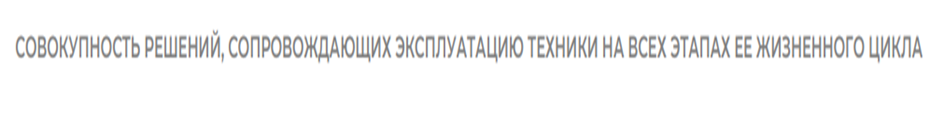 СОВОКУПНОСТЬ РЕШЕНИЙ, СОПРОВОЖДАЮЩИХ ЭКСПЛУАТАЦИЮ ТЕХНИКИ НА ВСЕХ ЭТАПАХ ЕЕ ЖИЗНЕННОГО ЦИКЛА